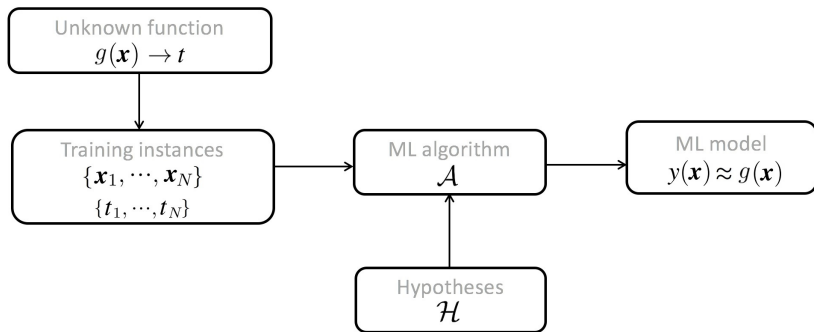 Unknown function
g(x) → t
Training instances
{x₁, ⋯, x_N}
{t₁, ⋯, t_N}
ML algorithm
𝒜
ML model
y(x) ≈ g(x)
Hypotheses
ℋ